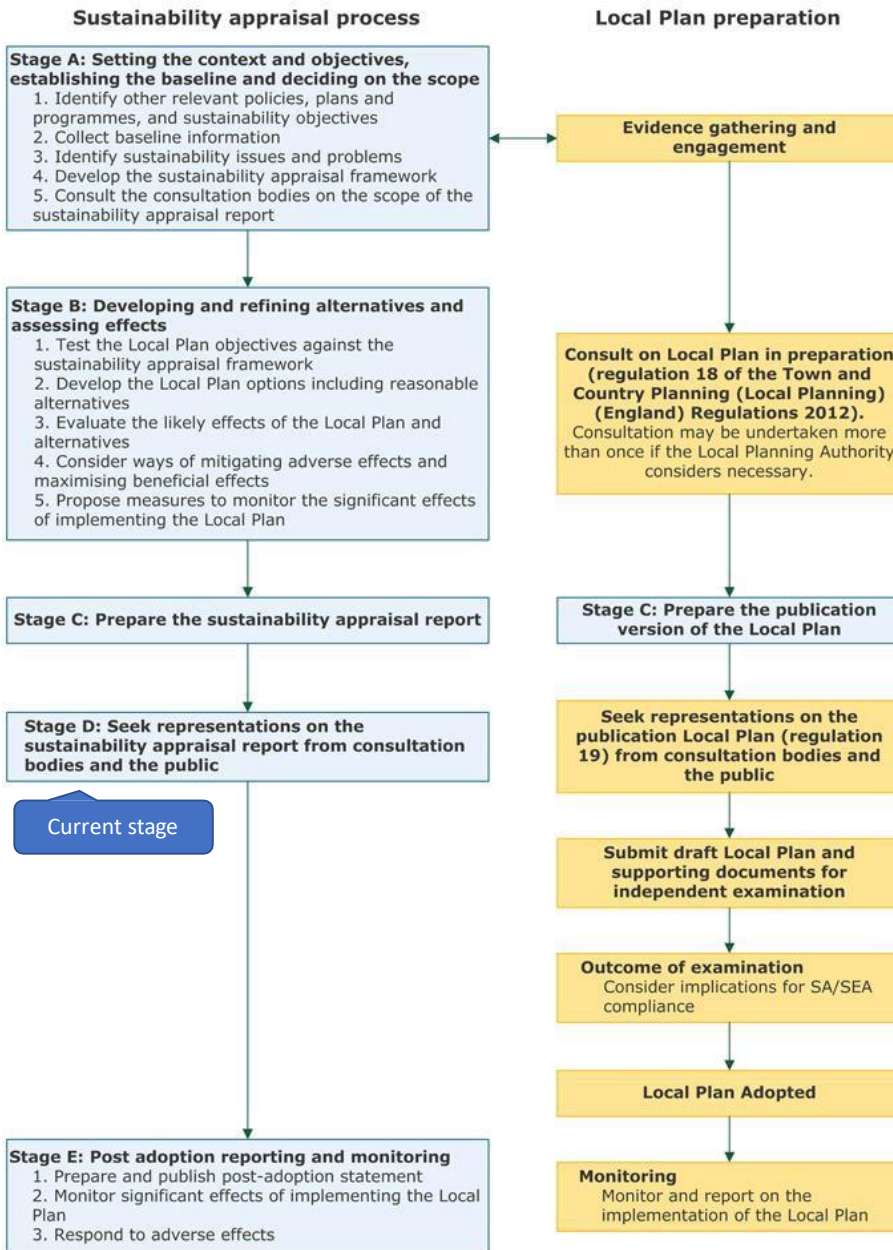 Sustainability appraisal process
Stage A: Setting the context and objectives,
establishing the baseline and deciding on the scope
1. Identify other relevant policies, plans and
programmes, and sustainability objectives
2. Collect baseline information
3. Identify sustainability issues and problems
4. Develop the sustainability appraisal framework
5. Consult the consultation bodies on the scope of the
sustainability appraisal report
Stage B: Developing and refining alternatives and
assessing effects
1. Test the Local Plan objectives against the
sustainability appraisal framework
2. Develop the Local Plan options including reasonable
alternatives
3. Evaluate the likely effects of the Local Plan and
alternatives
4. Consider ways of mitigating adverse effects and
maximising beneficial effects
5. Propose measures to monitor the significant effects
of implementing the Local Plan
Stage C: Prepare the sustainability appraisal report
Stage D: Seek representations on the
sustainability appraisal report from consultation
bodies and the public
Current stage
Stage E: Post adoption reporting and monitoring
1. Prepare and publish post-adoption statement
2. Monitor significant effects of implementing the Local
Plan
3. Respond to adverse effects
Local Plan preparation
Evidence gathering and
engagement
Consult on Local Plan in preparation
(regulation 18 of the Town and
Country Planning (Local Planning)
(England) Regulations 2012).
Consultation may be undertaken more
than once if the Local Planning Authority
considers necessary.
Stage C: Prepare the publication
version of the Local Plan
Seek representations on the
publication Local Plan (regulation
19) from consultation bodies and
the public
Submit draft Local Plan and
supporting documents for
independent examination
Outcome of examination
Consider implications for SA/SEA
compliance
Local Plan Adopted
Monitoring
Monitor and report on the
implementation of the Local Plan